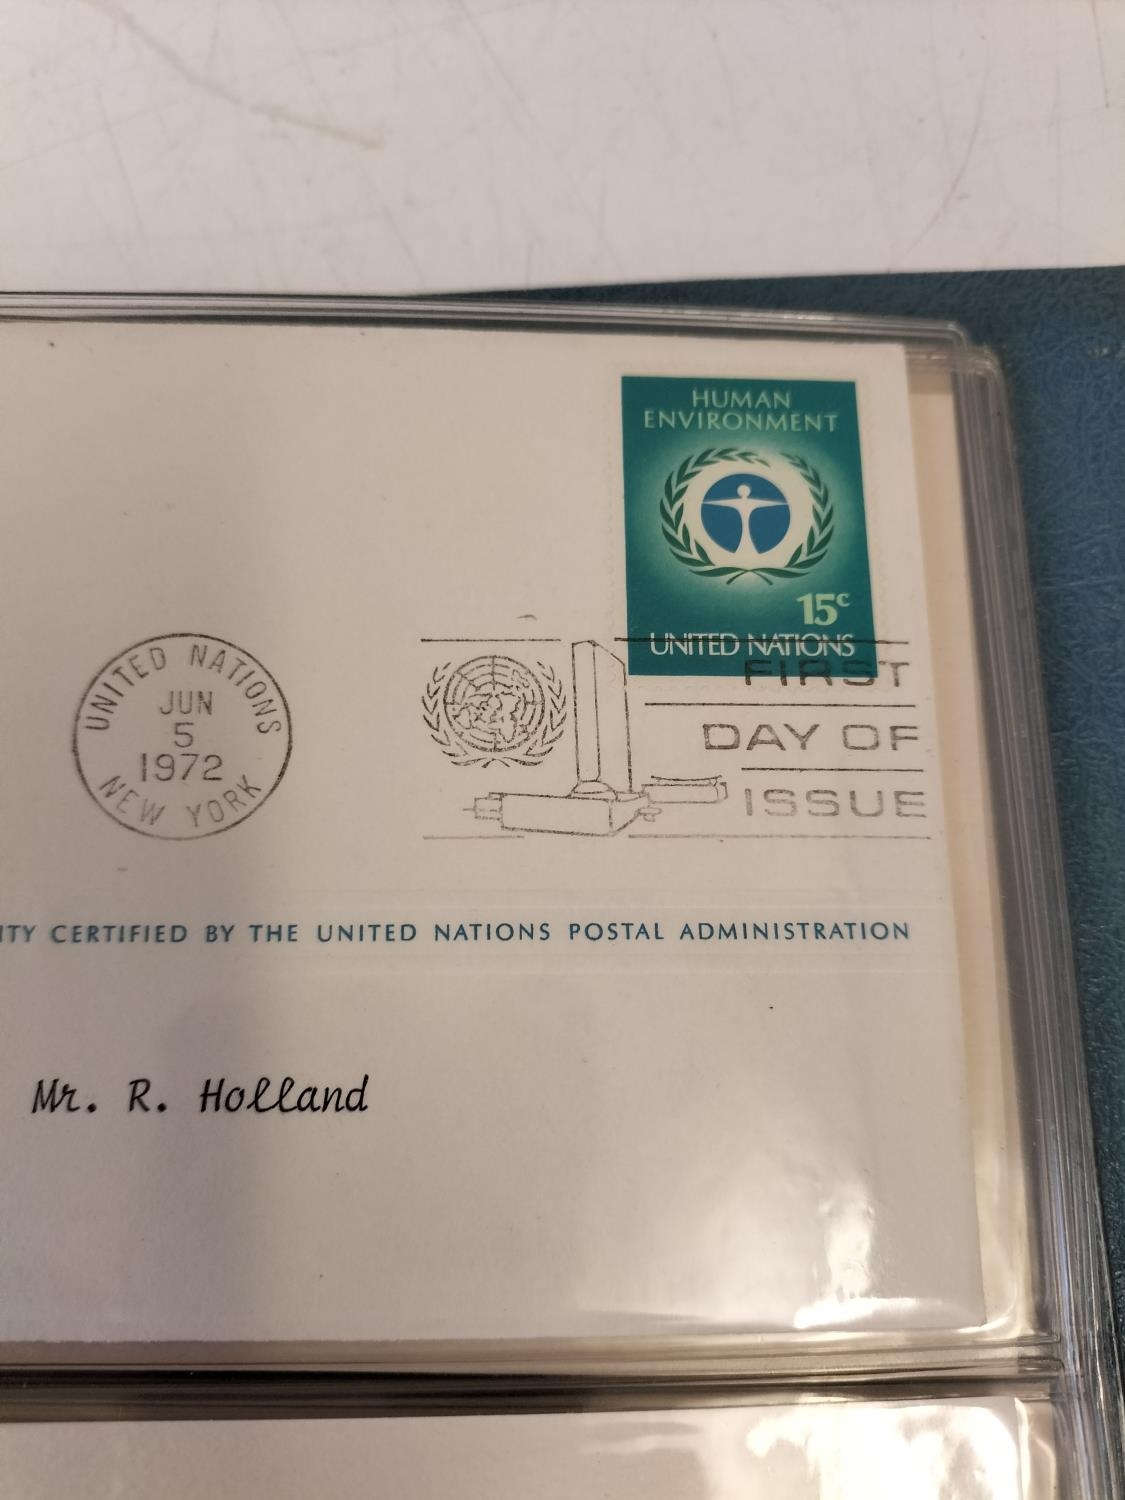 HUMAN
ENVIRONMENT
15c
UNITED NATIONS
UNITED NATIONS
JUN
5
1972
NEW YORK
FIRST
DAY OF
ISSUE
ITY CERTIFIED BY THE UNITED NATIONS POSTAL ADMINISTRATION
Mr. R. Holland